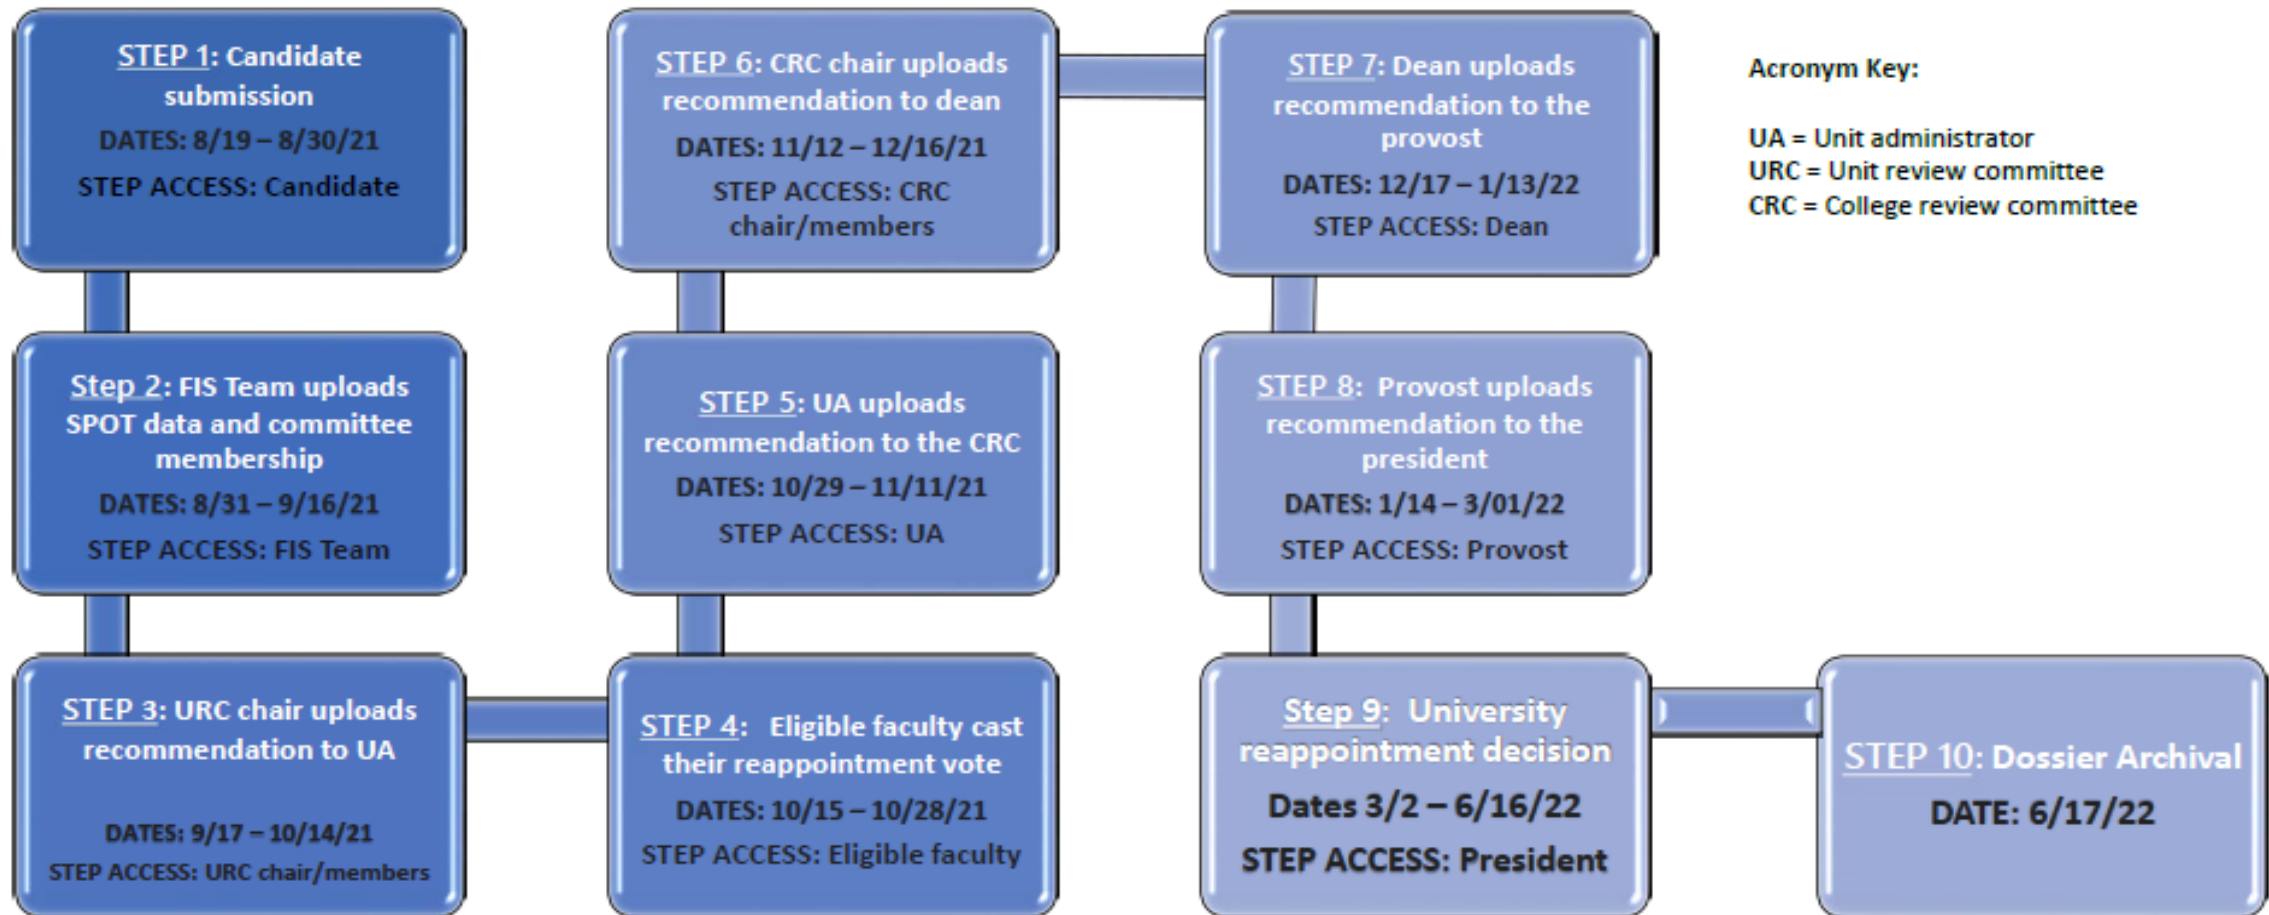 STEP 1: Candidate
submission
DATES: 8/19 – 8/30/21
STEP ACCESS: Candidate
Step 2: FIS Team uploads
SPOT data and committee
membership
DATES: 8/31 – 9/16/21
STEP ACCESS: FIS Team
STEP 3: URC chair uploads
recommendation to UA
DATES: 9/17 – 10/14/21
STEP ACCESS: URC chair/members
STEP 4: Eligible faculty cast
their reappointment vote
DATES: 10/15 – 10/28/21
STEP ACCESS: Eligible faculty
STEP 5: UA uploads
recommendation to the CRC
DATES: 10/29 – 11/11/21
STEP ACCESS: UA
STEP 6: CRC chair uploads
recommendation to dean
DATES: 11/12 – 12/16/21
STEP ACCESS: CRC
chair/members
STEP 7: Dean uploads
recommendation to the
provost
DATES: 12/17 – 1/13/22
STEP ACCESS: Dean
STEP 8: Provost uploads
recommendation to the
president
DATES: 1/14 – 3/01/22
STEP ACCESS: Provost
Step 9: University
reappointment decision
Dates 3/2 – 6/16/22
STEP ACCESS: President
STEP 10: Dossier Archival
DATE: 6/17/22
Acronym Key:
UA = Unit administrator
URC = Unit review committee
CRC = College review committee